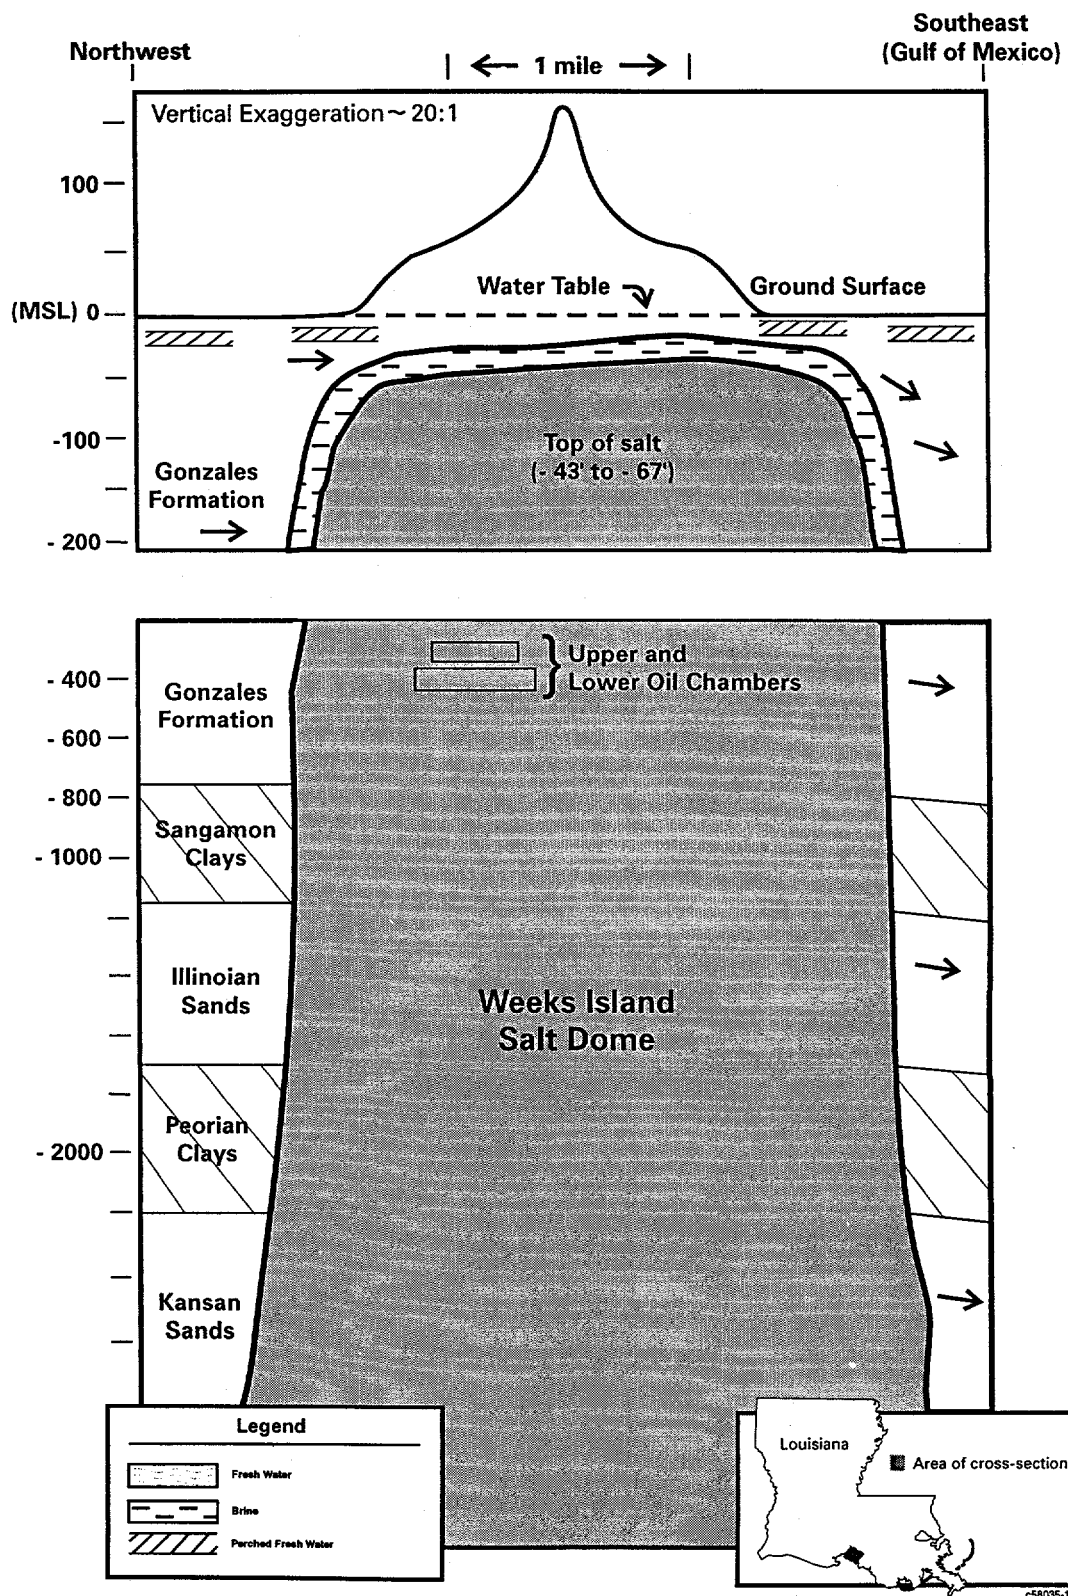 Northwest
Southeast
(Gulf of Mexico)
1 mile
Vertical Exaggeration ~ 20:1
100
Water Table
Ground Surface
(MSL) 0
-100
Top of salt
(- 43' to - 67')
Gonzales
Formation
- 200
Upper and
Lower Oil Chambers
- 400
Gonzales
Formation
- 600
- 800
Sangamon
Clays
- 1000
Illinoian
Sands
Weeks Island
Salt Dome
Peorian
Clays
- 2000
Kansan
Sands
Legend
Fresh Water
Brine
Perched Fresh Water
Louisiana
Area of cross-section
c58035-1